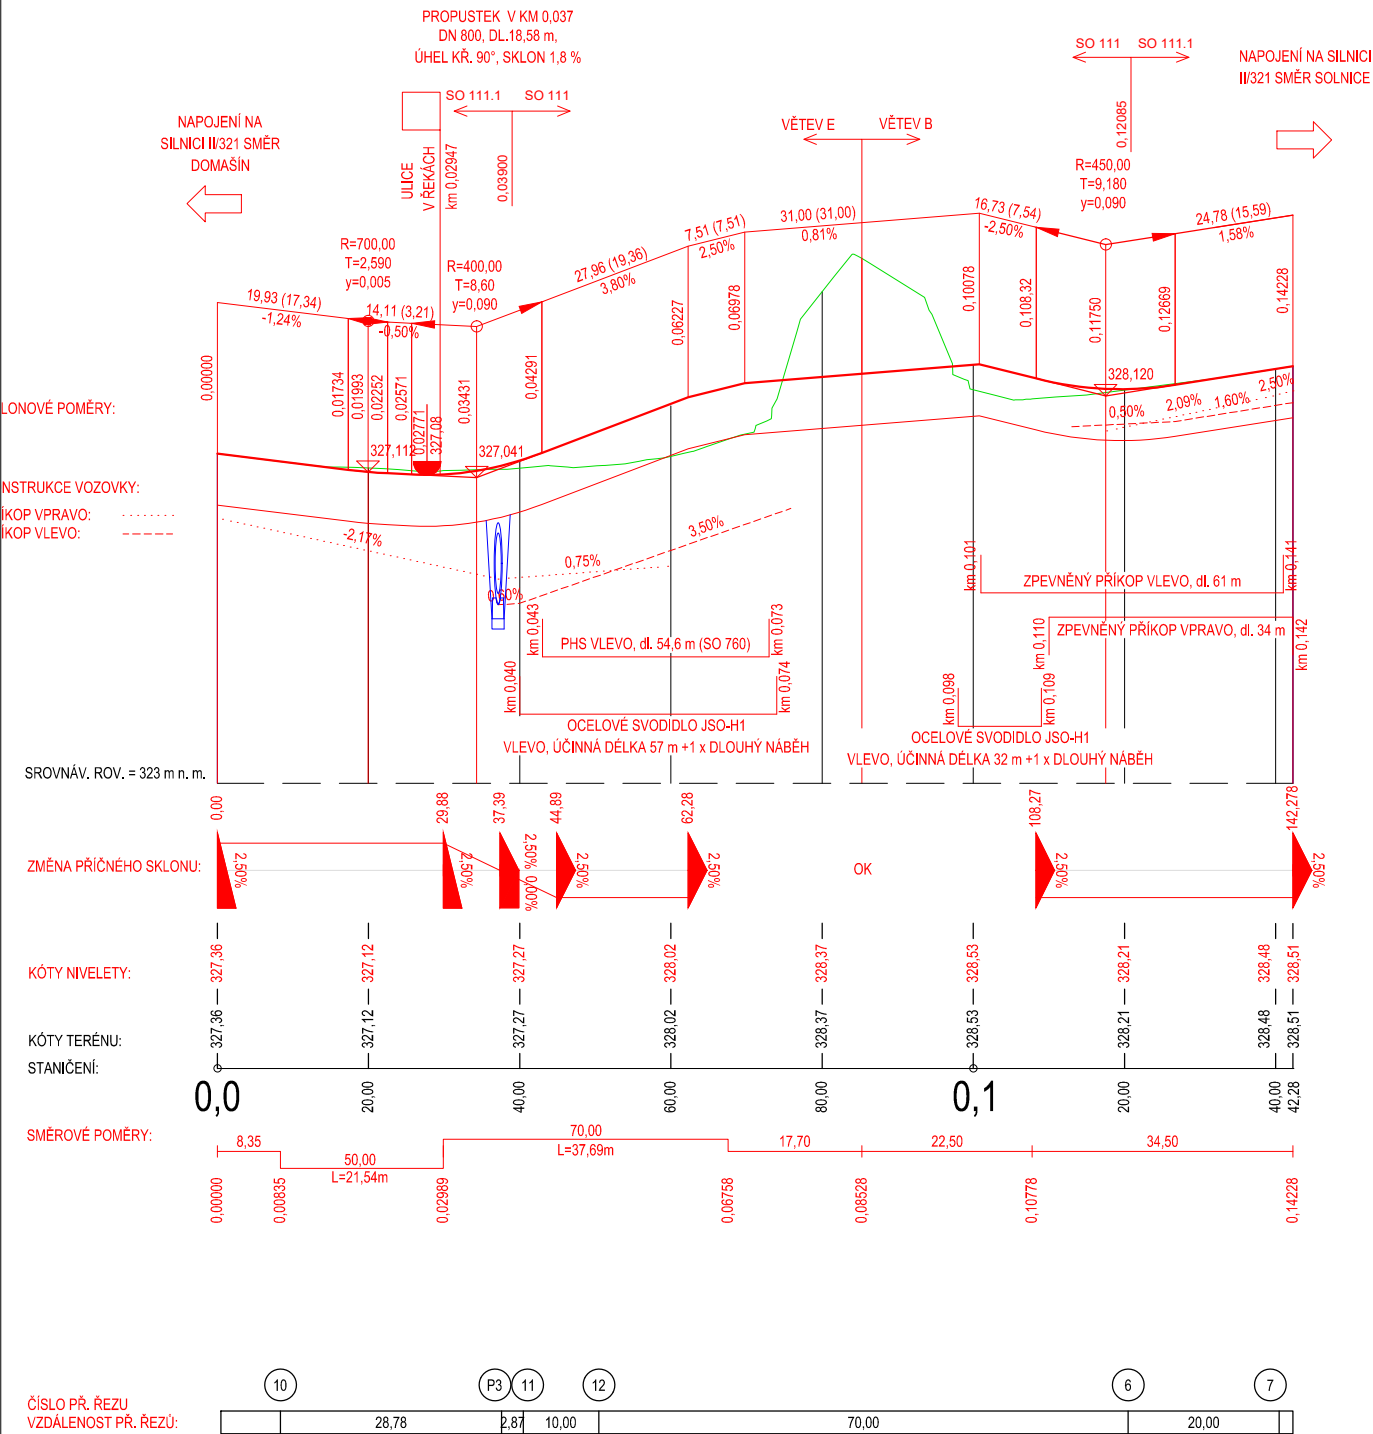 PROPUSTEK V KM 0,037
DN 800, DL.18,58 m,
ÚHEL KŘ. 90°, SKLON 1,8 %
SO 111 SO 111.1
NAPOJENÍ NA SILNICI
II/321 SMĚR SOLNICE
SO 111.1 SO 111
NAPOJENÍ NA
SILNICI II/321 SMĚR
DOMAŠÍN
ULICE
V ŘEKÁCH
km 0,02947
0,03900
VĚTEV E VĚTEV B
0,12085
R=450,00
T=9,180
y=0,090
R=700,00
T=2,590
y=0,005
R=400,00
T=8,60
y=0,090
19,93 (17,34)
-1,24%
14,11 (3,21)
-0,50%
27,96 (19,36)
3,80%
7,51 (7,51)
2,50%
31,00 (31,00)
0,81%
16,73 (7,54)
-2,50%
24,78 (15,59)
1,58%
0,00000
0,01734
0,01993
0,02252
0,02571
0,02771
327,08
0,03431
0,04291
0,06227
0,06978
0,10078
0,108,32
0,11750
0,12669
0,14228
327,112
327,041
328,120
LONOVÉ POMĚRY:
0,50% 2,09% 1,60% 2,50%
NSTRUKCE VOZOVKY:
ÍKOP VPRAVO:
ÍKOP VLEVO:
-2,17%
0,75%
3,50%
0,60%
km 0,101
ZPEVNĚNÝ PŘÍKOP VLEVO, dl. 61 m
km 0,141
km 0,043
PHS VLEVO, dl. 54,6 m (SO 760)
km 0,073
km 0,110
ZPEVNĚNÝ PŘÍKOP VPRAVO, dl. 34 m
km 0,142
km 0,040
km 0,074
OCELOVÉ SVODIDLO JSO-H1
VLEVO, ÚČINNÁ DÉLKA 57 m +1 x DLOUHÝ NÁBĚH
km 0,098
km 0,109
OCELOVÉ SVODIDLO JSO-H1
VLEVO, ÚČINNÁ DÉLKA 32 m +1 x DLOUHÝ NÁBĚH
SROVNÁV. ROV. = 323 m n. m.
0,00 29,88 37,39 44,89 62,28 108,27 142,278
ZMĚNA PŘÍČNÉHO SKLONU:
2,50% 2,50% 2,50% 0,00% 2,50% 2,50% OK 2,50% 2,50%
KÓTY NIVELETY:
327,36 327,12 327,27 328,02 328,37 328,53 328,21 328,48 328,51
KÓTY TERÉNU:
327,36 327,12 327,27 328,02 328,37 328,53 328,21 328,48 328,51
STANIČENÍ:
0,0 20,00 40,00 60,00 80,00 0,1 20,00 40,00 42,28
SMĚROVÉ POMĚRY:
8,35
50,00
L=21,54m
70,00
L=37,69m
17,70 22,50 34,50
0,00000 0,00835 0,02989 0,06758 0,08528 0,10778 0,14228
ČÍSLO PŘ. ŘEZU
10 P3 11 12 6 7
VZDÁLENOST PŘ. ŘEZŮ:
28,78 2,87 10,00 70,00 20,00